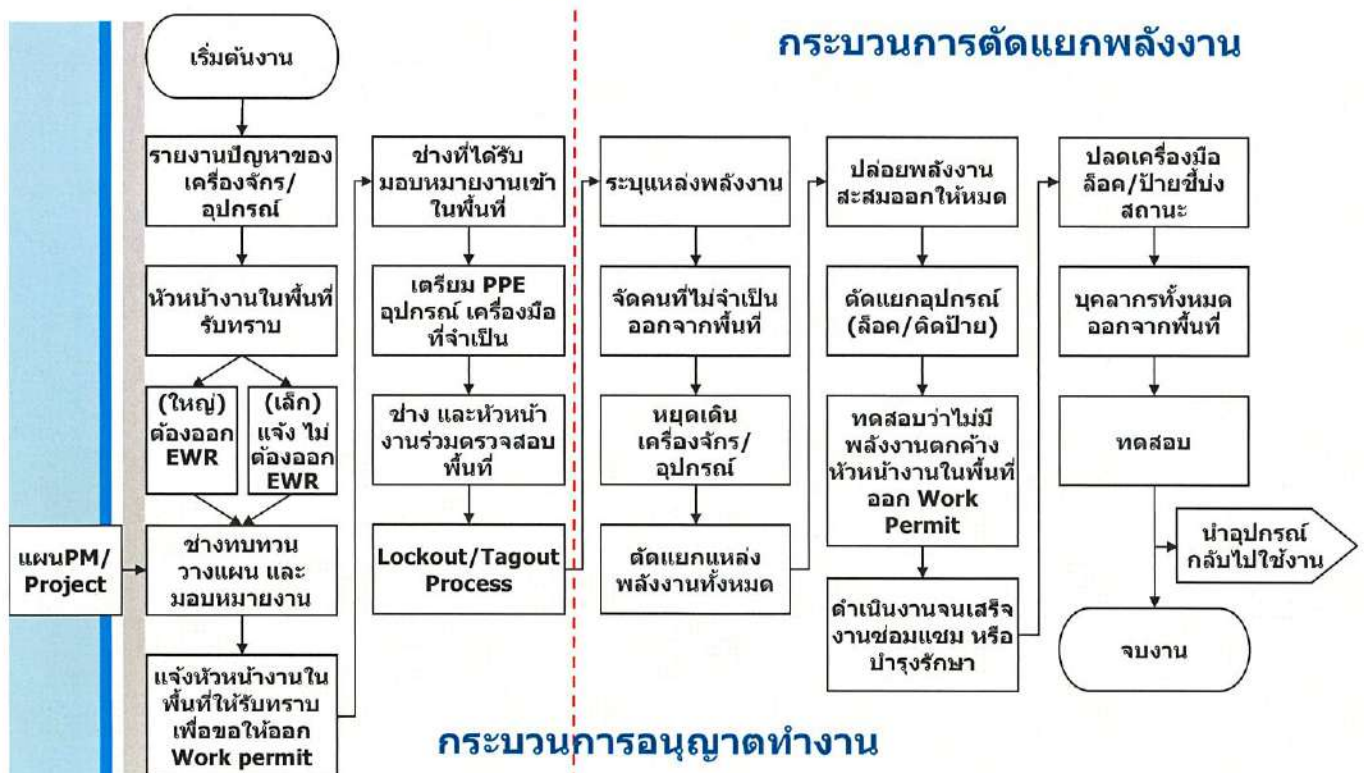 กระบวนการตัดแยกพลังงาน
เริ่มต้นงาน
รายงานปัญหาของ
เครื่องจักร/
อุปกรณ์
หัวหน้างานในพื้นที่
รับทราบ
(ใหญ่)
ต้องออก
EWR
(เล็ก)
แจ้ง ไม่
ต้องออก
EWR
แผนPM/
Project
ช่างทบทวน
วางแผน และ
มอบหมายงาน
แจ้งหัวหน้างานใน
พื้นที่ให้รับทราบ
เพื่อขอให้ออก
Work permit
ช่างที่ได้รับ
มอบหมายงานเข้า
ในพื้นที่
เตรียม PPE
อุปกรณ์ เครื่องมือ
ที่จำเป็น
ช่าง และหัวหน้า
งานร่วมตรวจสอบ
พื้นที่
Lockout/Tagout
Process
ระบุแหล่งพลังงาน
จัดคนที่ไม่จำเป็น
ออกจากพื้นที่
หยุดเดิน
เครื่องจักร/
อุปกรณ์
ตัดแยกแหล่ง
พลังงานทั้งหมด
ปล่อยพลังงาน
สะสมออกให้หมด
ตัดแยกอุปกรณ์
(ล็อค/ติดป้าย)
ทดสอบว่าไม่มี
พลังงานตกค้าง
หัวหน้างานในพื้นที่
ออก Work
Permit
ดำเนินงานจนเสร็จ
งานซ่อมแซม หรือ
บำรุงรักษา
ปลดเครื่องมือ
ล็อค/ป้ายชี้บ่ง
สถานะ
บุคลากรทั้งหมด
ออกจากพื้นที่
ทดสอบ
นำอุปกรณ์
กลับไปใช้งาน
จบงาน
กระบวนการอนุญาตทำงาน